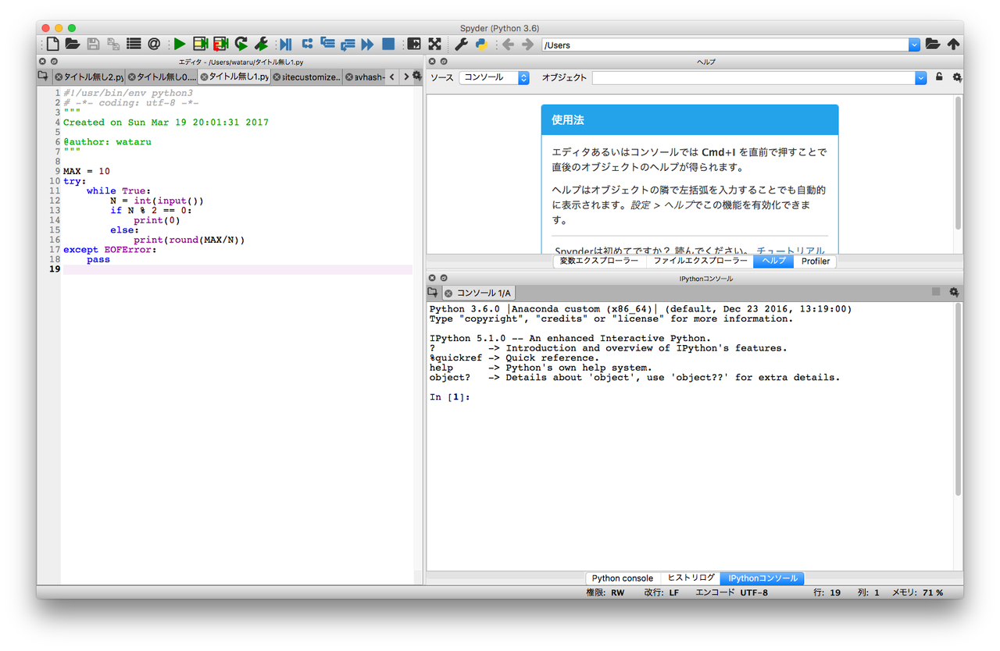 Spyder (Python 3.6)
/Users
エディタ - /Users/wataru/タイトル無し1.py
タイトル無し2.py
タイトル無し0....
タイトル無し1.py
sitecustomize..
avhash-
1 #!/usr/bin/env python3
2 # -*- coding: utf-8 -*-
3 """
4 Created on Sun Mar 19 20:01:31 2017
5
6 @author: wataru
7 """
8
9 MAX = 10
10 try:
11     while True:
12         N = int(input())
13         if N % 2 == 0:
14             print(0)
15         else:
16             print(round(MAX/N))
17 except EOFError:
18     pass
19
ヘルプ
ソース コンソール オブジェクト
使用法
エディタあるいはコンソールでは Cmd+I を直前で押すことで
直後のオブジェクトのヘルプが得られます。
ヘルプはオブジェクトの隣で左括弧を入力することでも自動的
に表示されます。設定 > ヘルプでこの機能を有効化できま
す。
Spynderは初めてですか? 読んでください。 チュートリアル
変数エクスプローラー ファイルエクスプローラー ヘルプ Profiler
IPythonコンソール
コンソール 1/A
Python 3.6.0 |Anaconda custom (x86_64)| (default, Dec 23 2016, 13:19:00)
Type "copyright", "credits" or "license" for more information.
IPython 5.1.0 -- An enhanced Interactive Python.
?         -> Introduction and overview of IPython's features.
%quickref -> Quick reference.
help      -> Python's own help system.
object?   -> Details about 'object', use 'object??' for extra details.
In [1]:
Python console ヒストリログ IPythonコンソール
権限: RW 改行: LF エンコード UTF-8 行: 19 列: 1 メモリ: 71 %